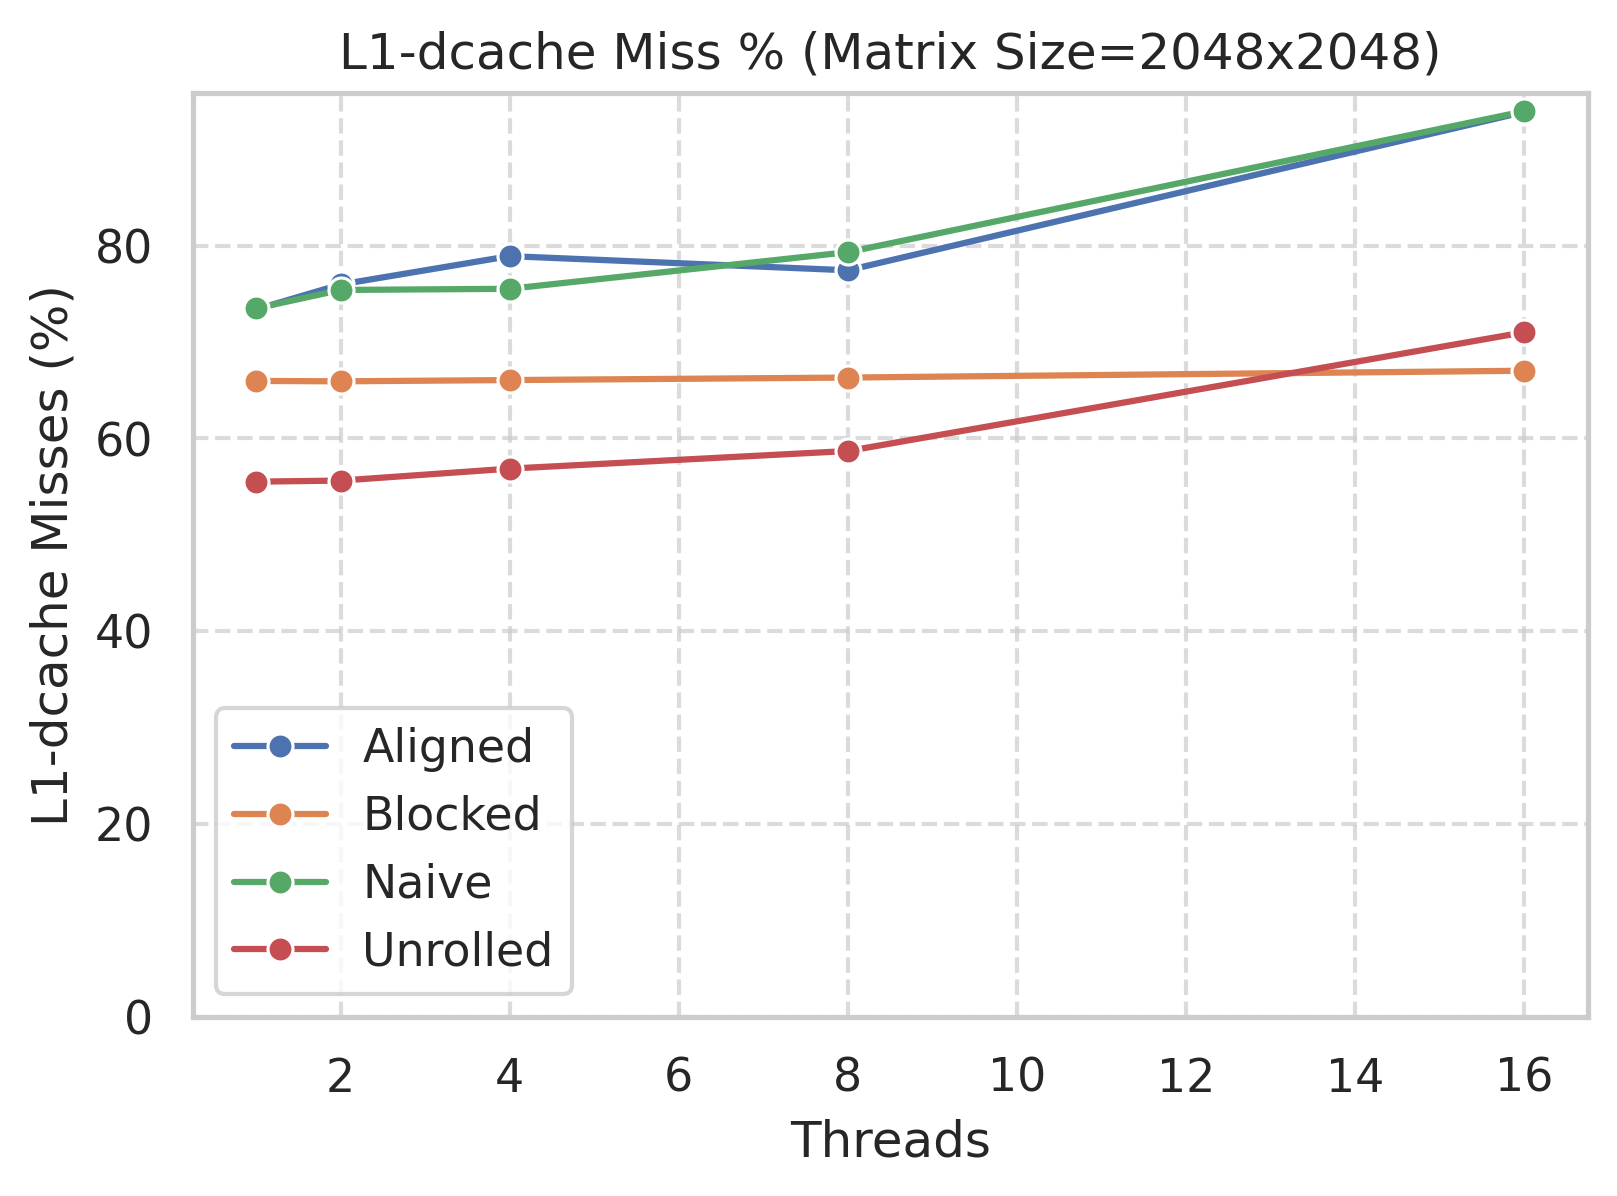 L1-dcache Miss % (Matrix Size=2048x2048)
L1-dcache Misses (%)
80
60
40
20
0
Aligned
Blocked
Naive
Unrolled
2 4 6 8 10 12 14 16
Threads